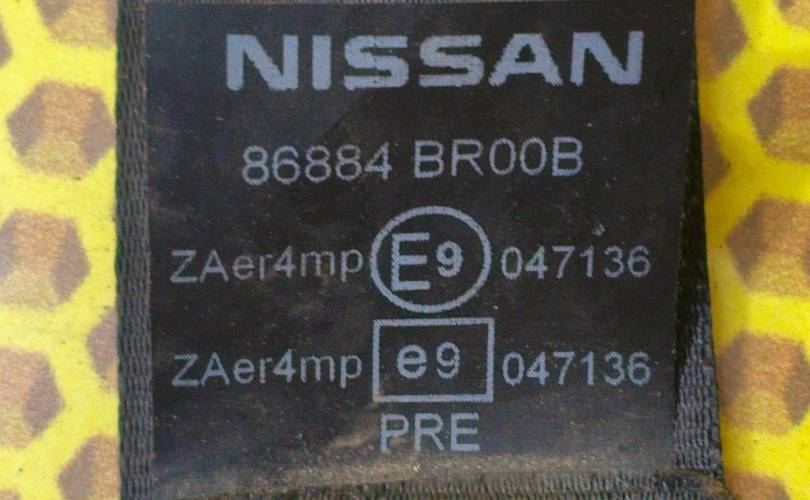 NISSAN
86884 BR00B
ZAer4mp E9 047136
ZAer4mp e9 047136
PRE